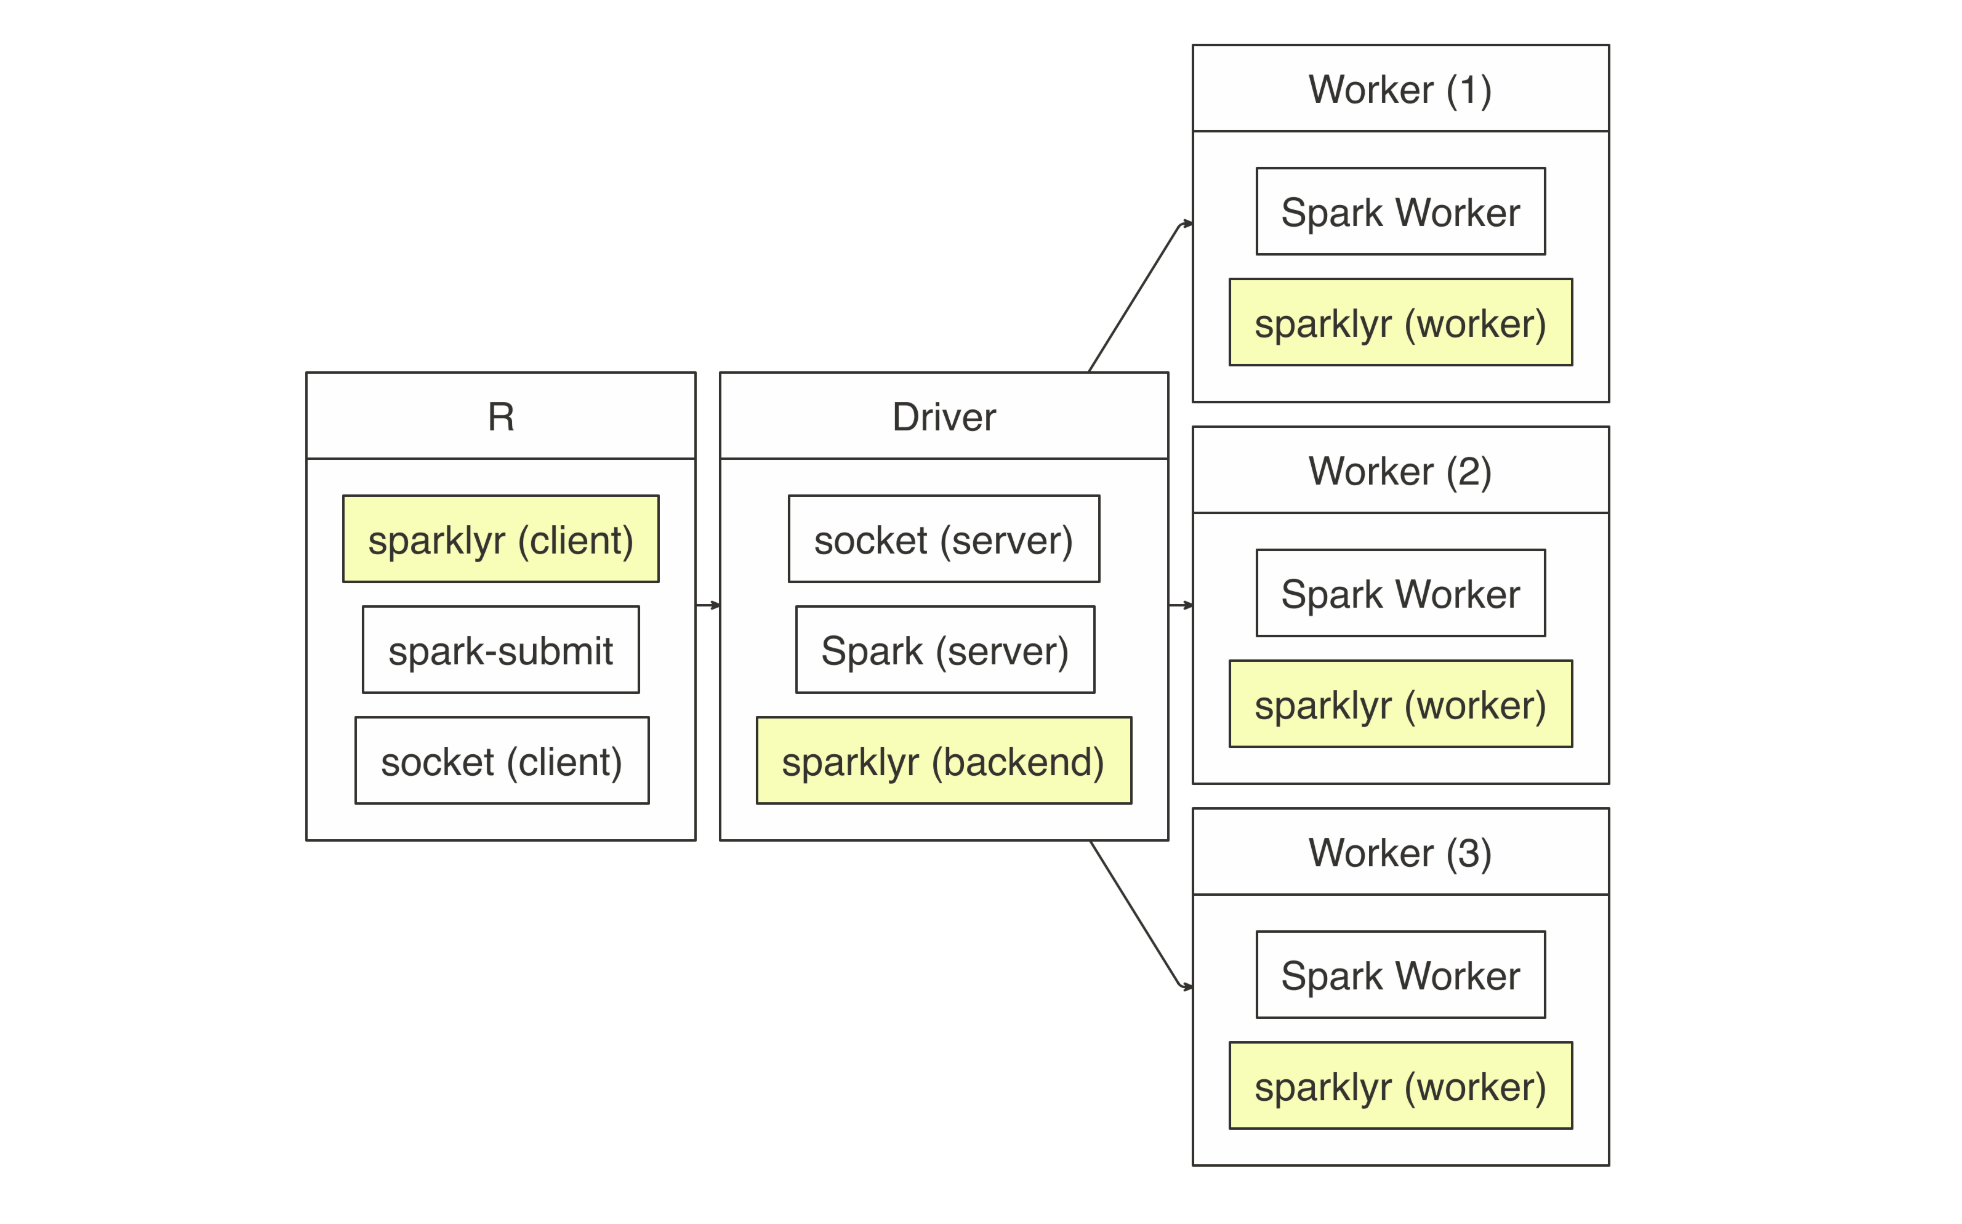 R
sparklyr (client)
spark-submit
socket (client)
Driver
socket (server)
Spark (server)
sparklyr (backend)
Worker (1)
Spark Worker
sparklyr (worker)
Worker (2)
Spark Worker
sparklyr (worker)
Worker (3)
Spark Worker
sparklyr (worker)